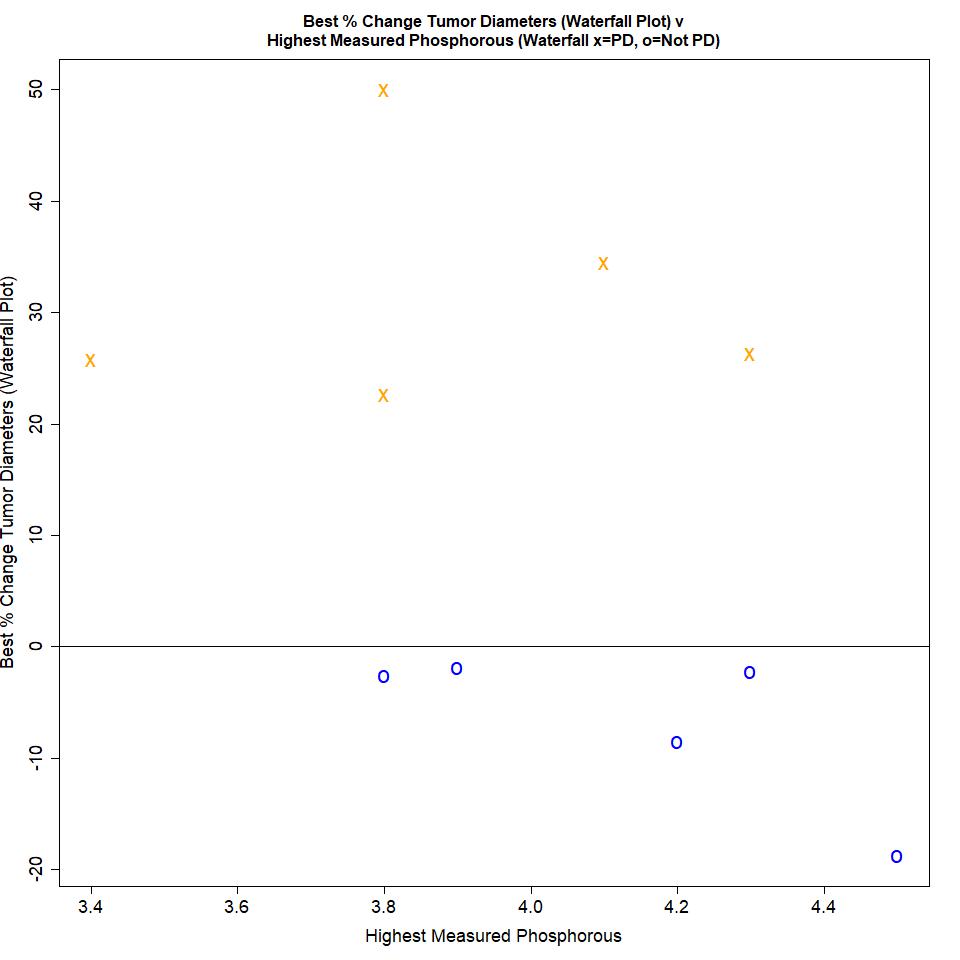 Best % Change Tumor Diameters (Waterfall Plot) v
Highest Measured Phosphorous (Waterfall x=PD, o=Not PD)
Best % Change Tumor Diameters (Waterfall Plot)
50
40
30
20
10
0
-10
-20
X
X
X
X
X
O
O
O
O
O
3.4
3.6
3.8
4.0
4.2
4.4
Highest Measured Phosphorous